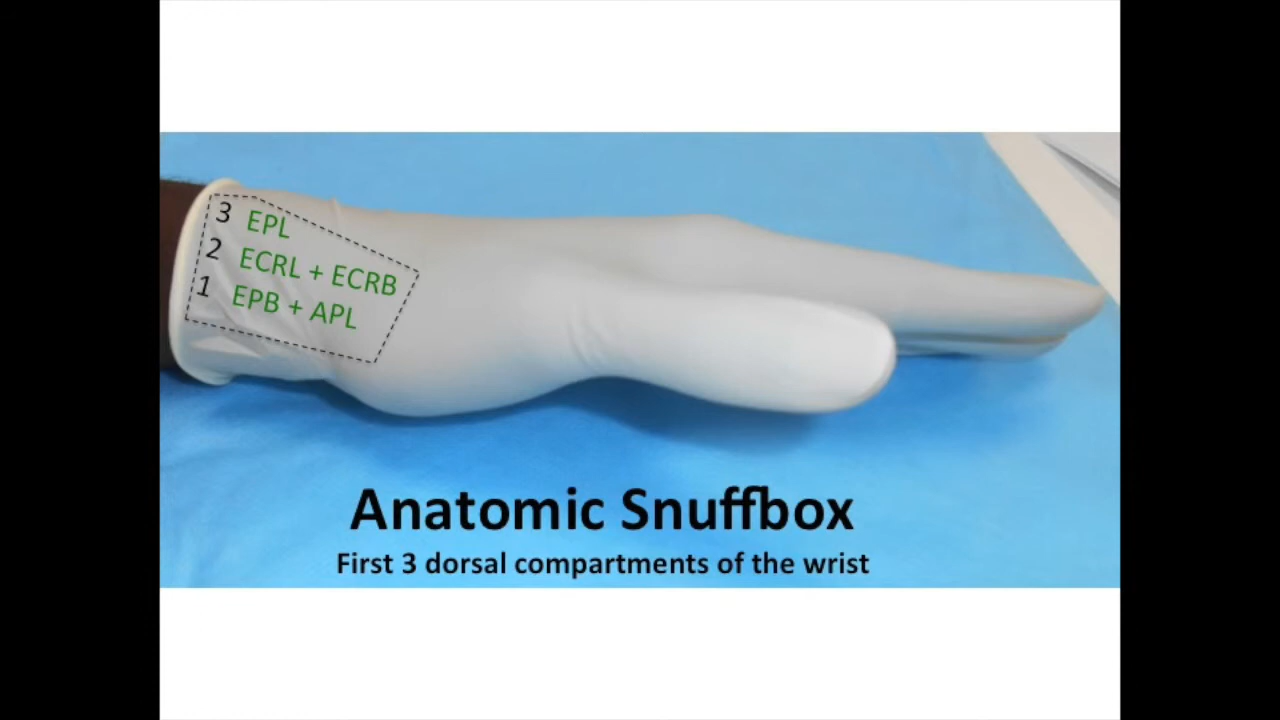 3 EPL
2 ECRL + ECRB
1 EPB + APL
Anatomic Snuffbox
First 3 dorsal compartments of the wrist